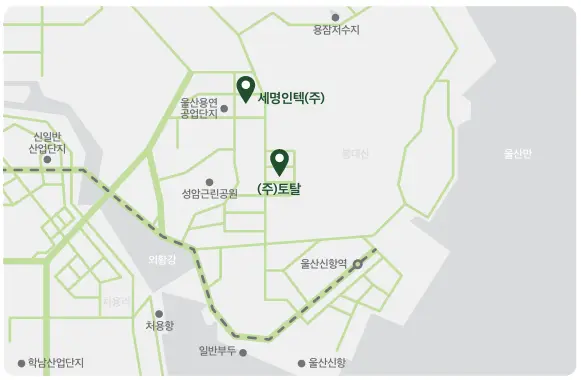 용잠저수지
세명인텍(주)
울산용연
공업단지
신일반
산업단지
봉대산
울산만
(주)토탈
성암근린공원
외황강
울산신항역
처용리
처용항
일반부두
학남산업단지
울산신항